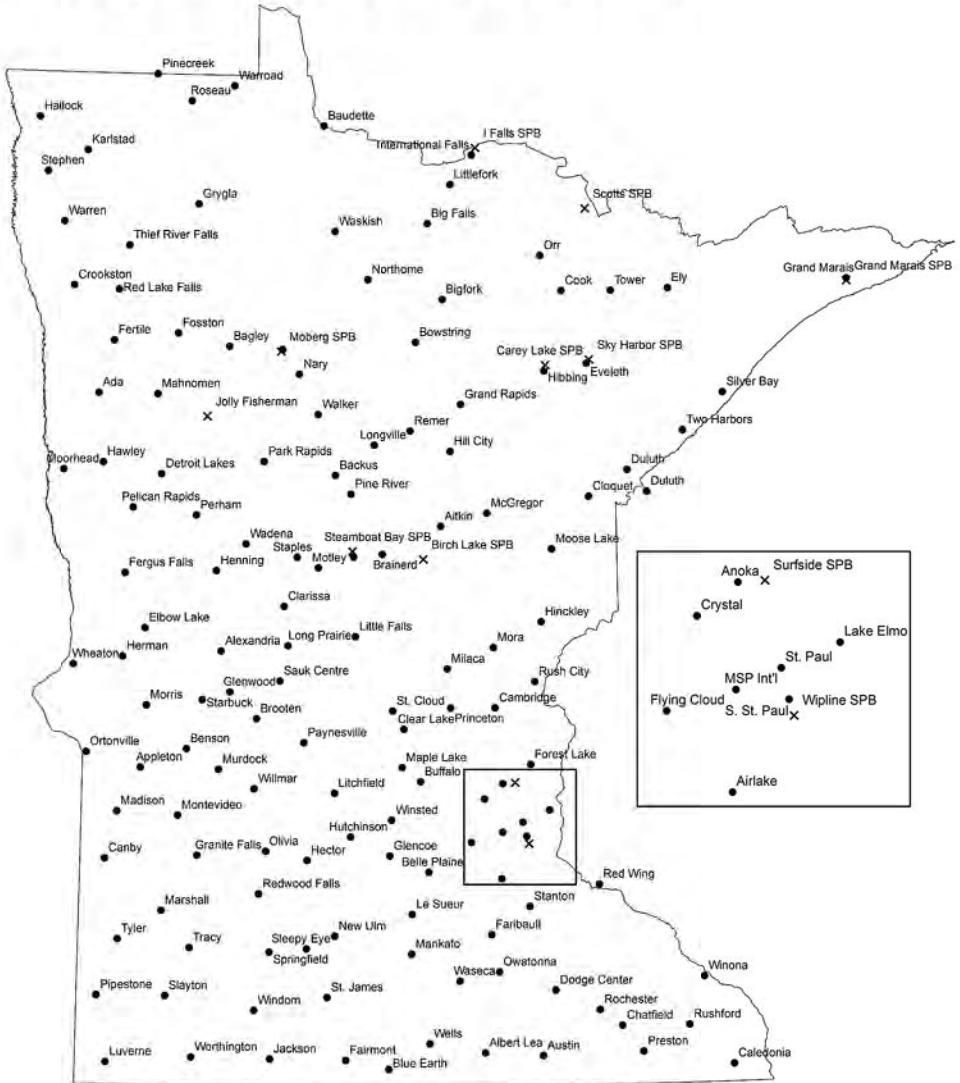 Pinecreek
Warroad
Roseau
Hallock
Baudette
I Falls SPB
International Falls
Karlstad
Stephen
Littlefork
Grygla
Scotts SPB
Warren
Waskish
Big Falls
Thief River Falls
Orr
Crookston
Red Lake Falls
Northome
Bigfork
Cook
Tower
Ely
Grand Marais
Grand Marais SPB
Fertile
Fosston
Bagley
Moberg SPB
Bowstring
Carey Lake SPB
Sky Harbor SPB
Nary
Hibbing
Eveleth
Ada
Mahnomen
Jolly Fisherman
Walker
Grand Rapids
Silver Bay
Remer
Two Harbors
Longville
Hill City
Moorhead
Hawley
Detroit Lakes
Park Rapids
Backus
Duluth
Pine River
Cloquet
Duluth
Pelican Rapids
Perham
McGregor
Aitkin
Wadena
Steamboat Bay SPB
Staples
Birch Lake SPB
Moose Lake
Fergus Falls
Henning
Motley
Brainerd
Clarissa
Elbow Lake
Hinckley
Herman
Alexandria
Long Prairie
Little Falls
Mora
Wheaton
Milaca
Rush City
Sauk Centre
Glenwood
Morris
Starbuck
Brooten
St. Cloud
Cambridge
Clear Lake
Princeton
Paynesville
Ortonville
Benson
Appleton
Murdock
Maple Lake
Forest Lake
Buffalo
Willmar
Litchfield
Madison
Montevideo
Winsted
Hutchinson
Canby
Granite Falls
Olivia
Hector
Glencoe
Belle Plaine
Redwood Falls
Red Wing
Marshall
Le Sueur
Stanton
Tyler
Tracy
Sleepy Eye
Springfield
New Ulm
Mankato
Faribault
Waseca
Owatonna
Winona
Dodge Center
Pipestone
Slayton
Windom
St. James
Rochester
Chatfield
Rushford
Wells
Luverne
Worthington
Jackson
Fairmont
Blue Earth
Albert Lea
Austin
Preston
Caledonia
Anoka
Surfside SPB
Crystal
Lake Elmo
St. Paul
MSP Int'l
Flying Cloud
S. St. Paul
Wipline SPB
Airlake